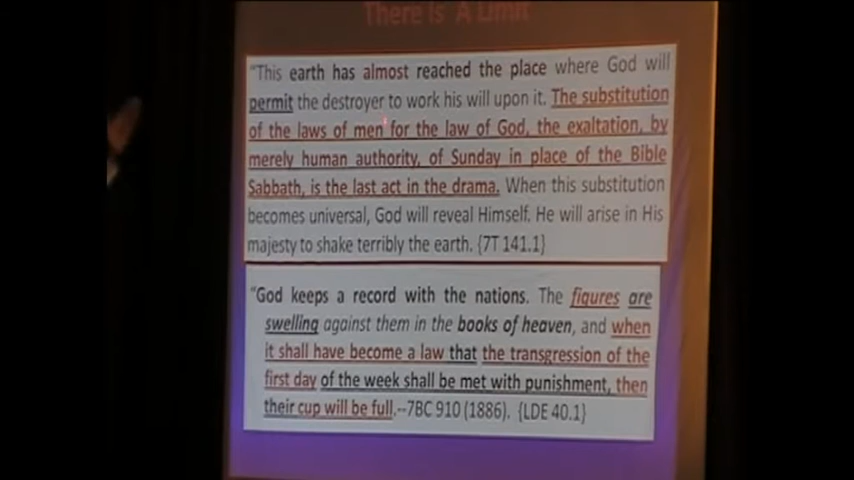 There Is A Limit
"This earth has almost reached the place where God will
permit the destroyer to work his will upon it. The substitution
of the laws of men for the law of God, the exaltation, by
merely human authority, of Sunday in place of the Bible
Sabbath, is the last act in the drama. When this substitution
becomes universal, God will reveal Himself. He will arise in His
majesty to shake terribly the earth. {7T 141.1}
"God keeps a record with the nations. The figures are
swelling against them in the books of heaven, and when
it shall have become a law that the transgression of the
first day of the week shall be met with punishment, then
their cup will be full.--7BC 910 (1886). {LDE 40.1}